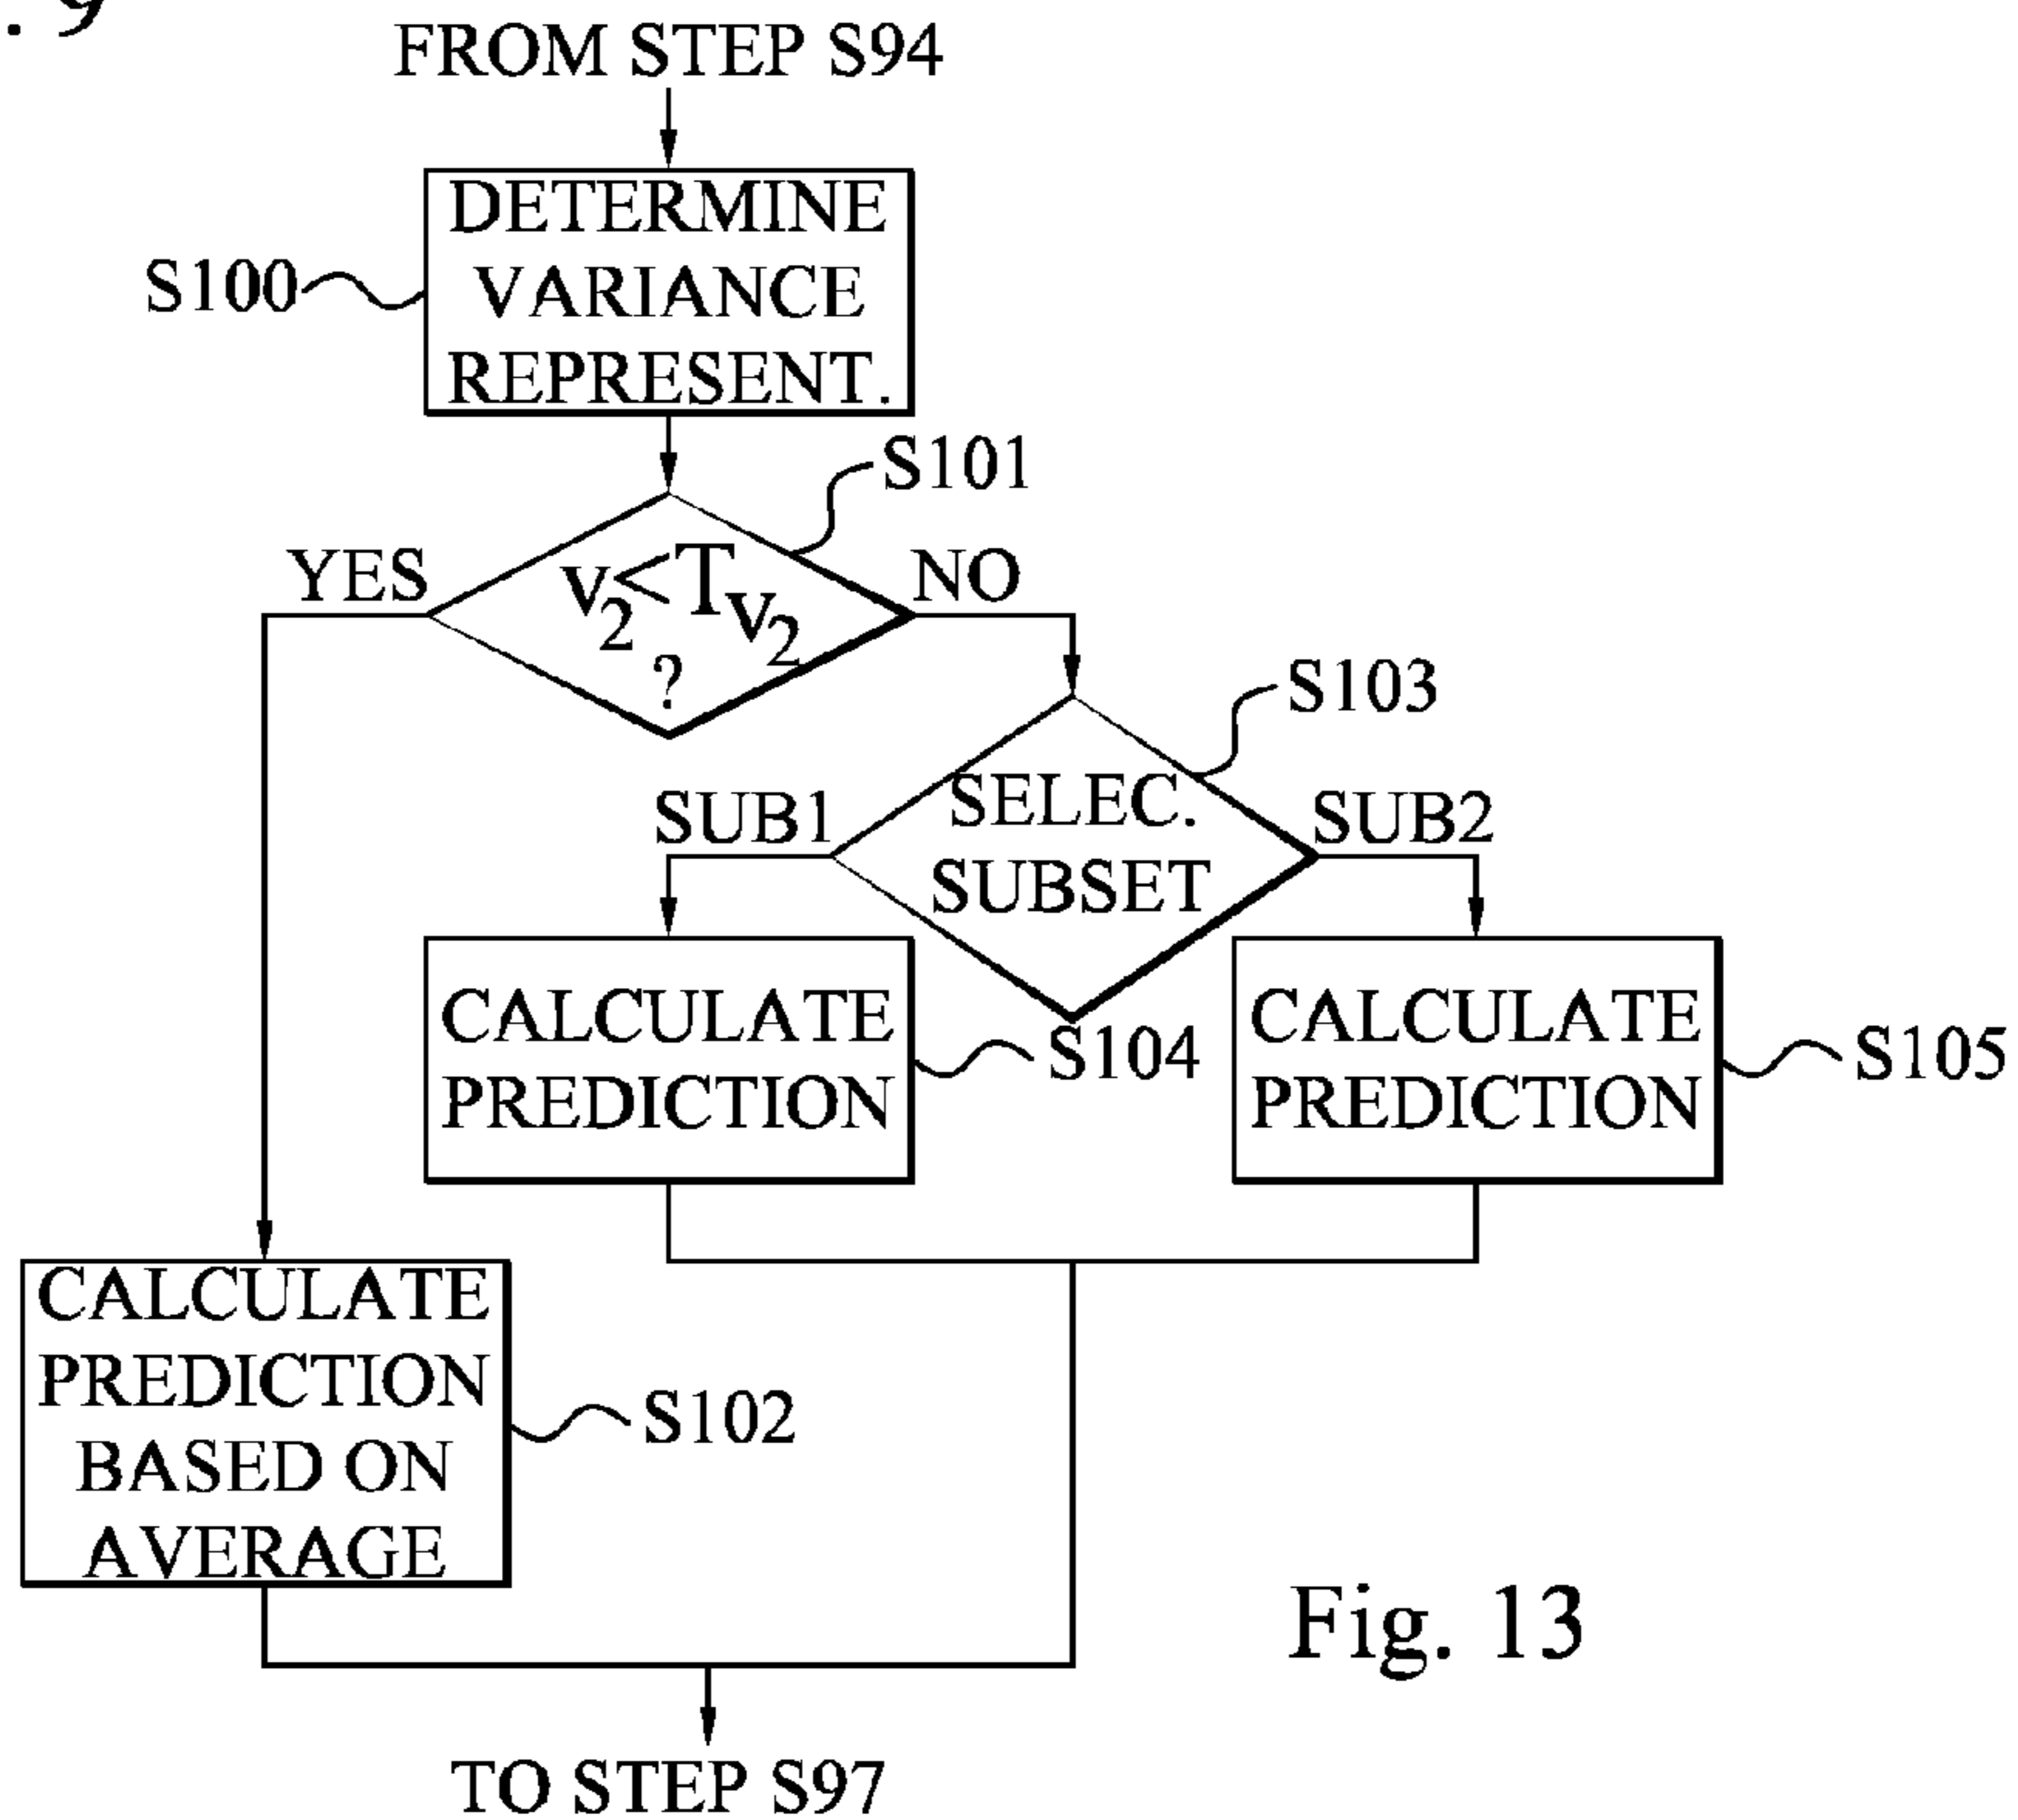 . 9
FROM STEP S94
DETERMINE
VARIANCE
REPRESENT.
S100
S101
YES
v₂<Tv₂
?
NO
S103
SELEC.
SUBSET
SUB1
SUB2
CALCULATE
PREDICTION
S104
CALCULATE
PREDICTION
S105
CALCULATE
PREDICTION
BASED ON
AVERAGE
S102
Fig. 13
TO STEP S97